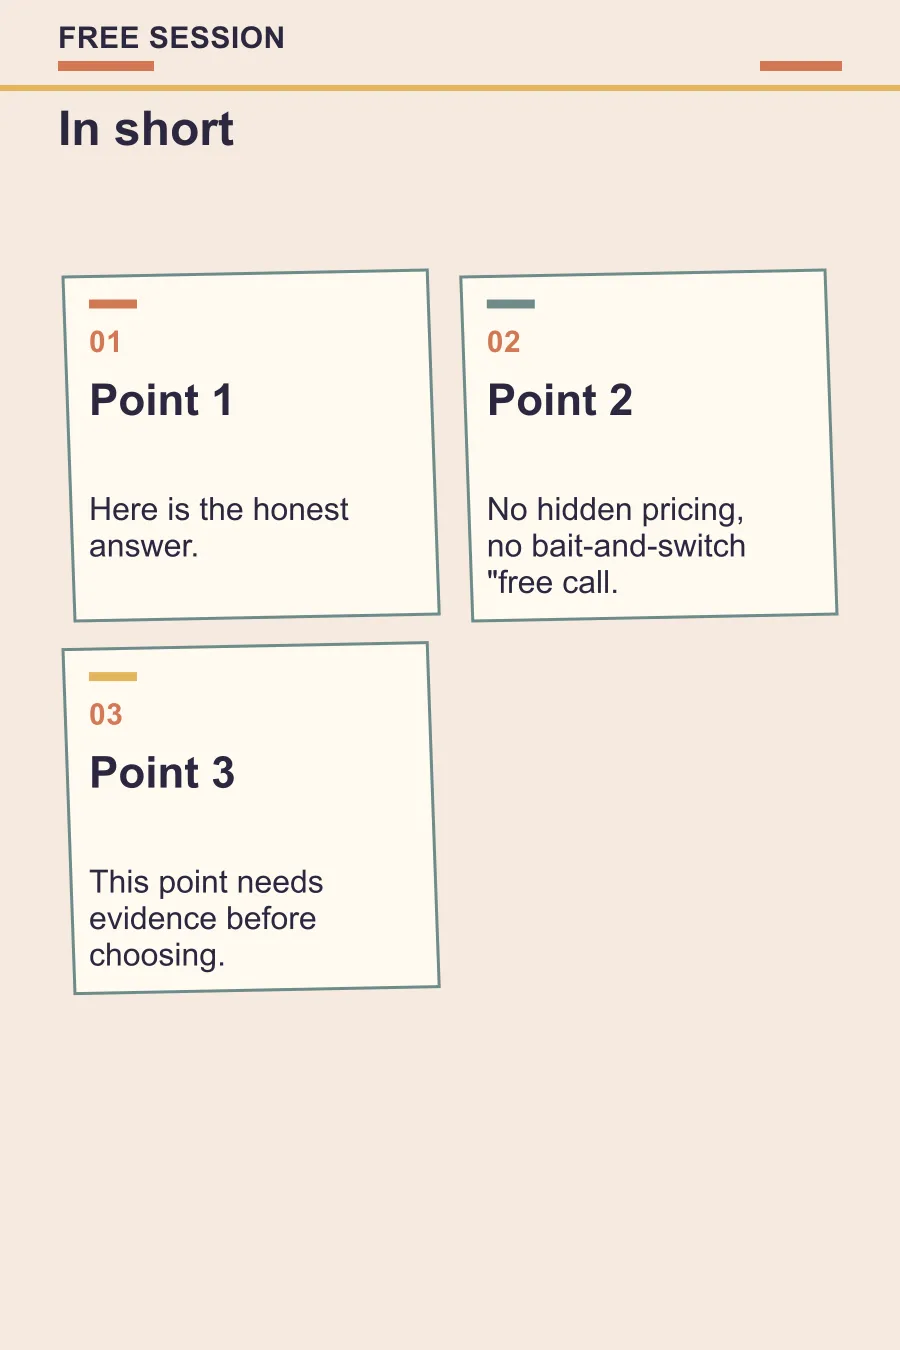 FREE SESSION
In short
01
Point 1
Here is the honest
answer.
02
Point 2
No hidden pricing,
no bait-and-switch
"free call.
03
Point 3
This point needs
evidence before
choosing.